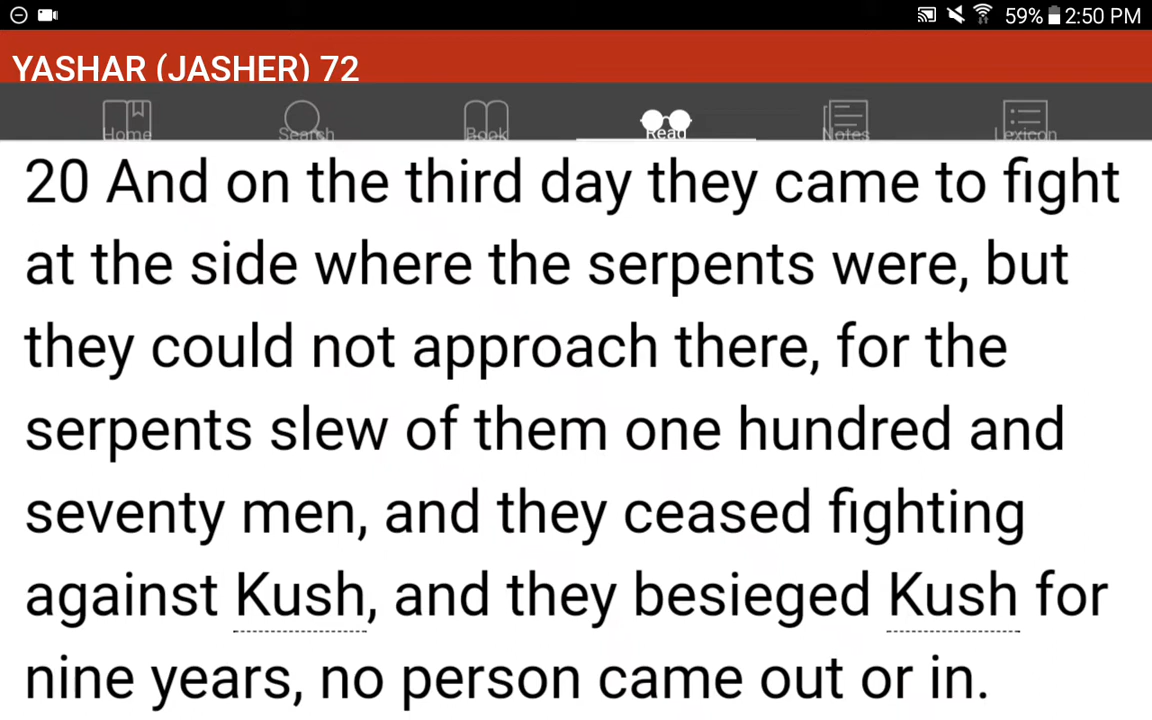 59% 2:50 PM
YASHAR (JASHER) 72
Home Search Book Read Notes Lexicon
20 And on the third day they came to fight
at the side where the serpents were, but
they could not approach there, for the
serpents slew of them one hundred and
seventy men, and they ceased fighting
against Kush, and they besieged Kush for
nine years, no person came out or in.